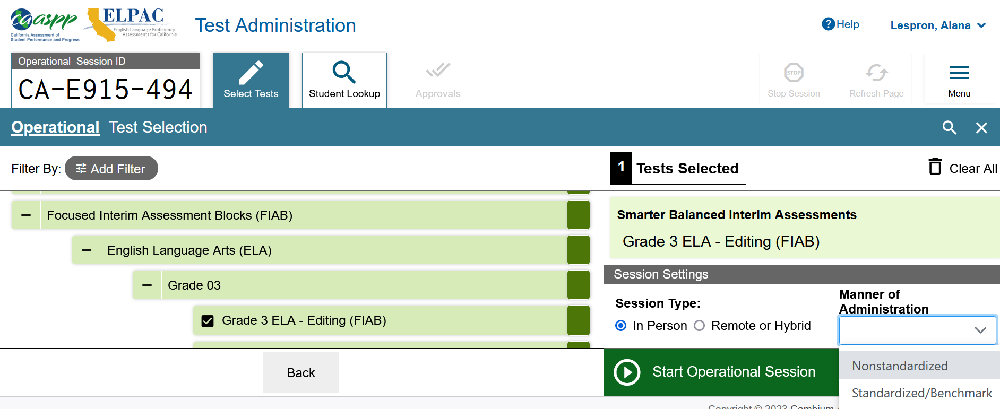 caaspp
California Assessment of
Student Performance and Progress
ELPAC
English Language Proficiency
Assessments for California
Test Administration
? Help
Lespron, Alana
Operational Session ID
CA-E915-494
Select Tests
Student Lookup
Approvals
STOP
Stop Session
Refresh Page
Menu
Operational Test Selection
Filter By: Add Filter
1 Tests Selected
Clear All
Focused Interim Assessment Blocks (FIAB)
English Language Arts (ELA)
Grade 03
Grade 3 ELA - Editing (FIAB)
Back
Smarter Balanced Interim Assessments
Grade 3 ELA - Editing (FIAB)
Session Settings
Session Type:
In Person Remote or Hybrid
Manner of
Administration
Nonstandardized
Standardized/Benchmark
Start Operational Session
Copyright © 2023 Cambium